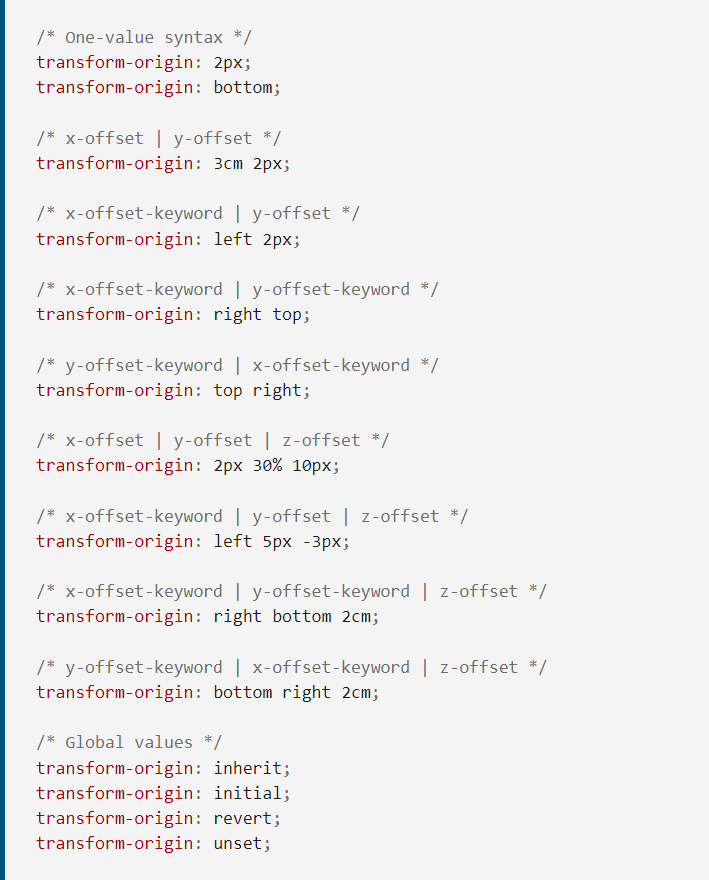 /* One-value syntax */
transform-origin: 2px;
transform-origin: bottom;
/* x-offset | y-offset */
transform-origin: 3cm 2px;
/* x-offset-keyword | y-offset */
transform-origin: left 2px;
/* x-offset-keyword | y-offset-keyword */
transform-origin: right top;
/* y-offset-keyword | x-offset-keyword */
transform-origin: top right;
/* x-offset | y-offset | z-offset */
transform-origin: 2px 30% 10px;
/* x-offset-keyword | y-offset | z-offset */
transform-origin: left 5px -3px;
/* x-offset-keyword | y-offset-keyword | z-offset */
transform-origin: right bottom 2cm;
/* y-offset-keyword | x-offset-keyword | z-offset */
transform-origin: bottom right 2cm;
/* Global values */
transform-origin: inherit;
transform-origin: initial;
transform-origin: revert;
transform-origin: unset;